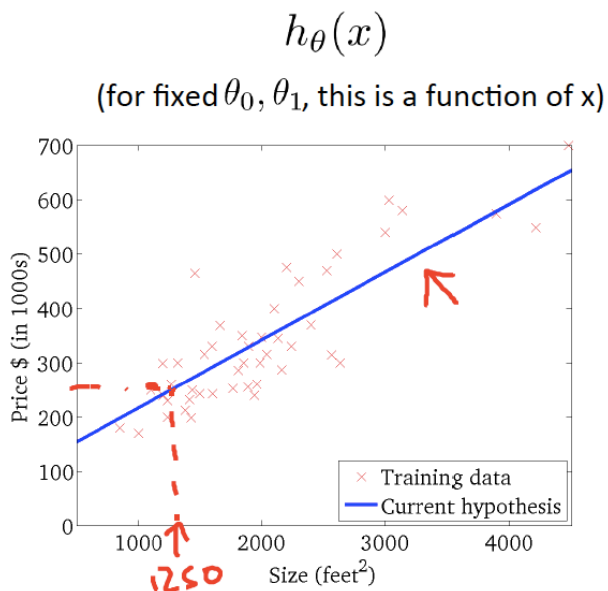 hθ(x)
(for fixed θ₀, θ₁, this is a function of x)
700
600
500
400
300
200
100
0
Price $ (in 1000s)
Training data
Current hypothesis
1000 2000 3000 4000
1250
Size (feet²)